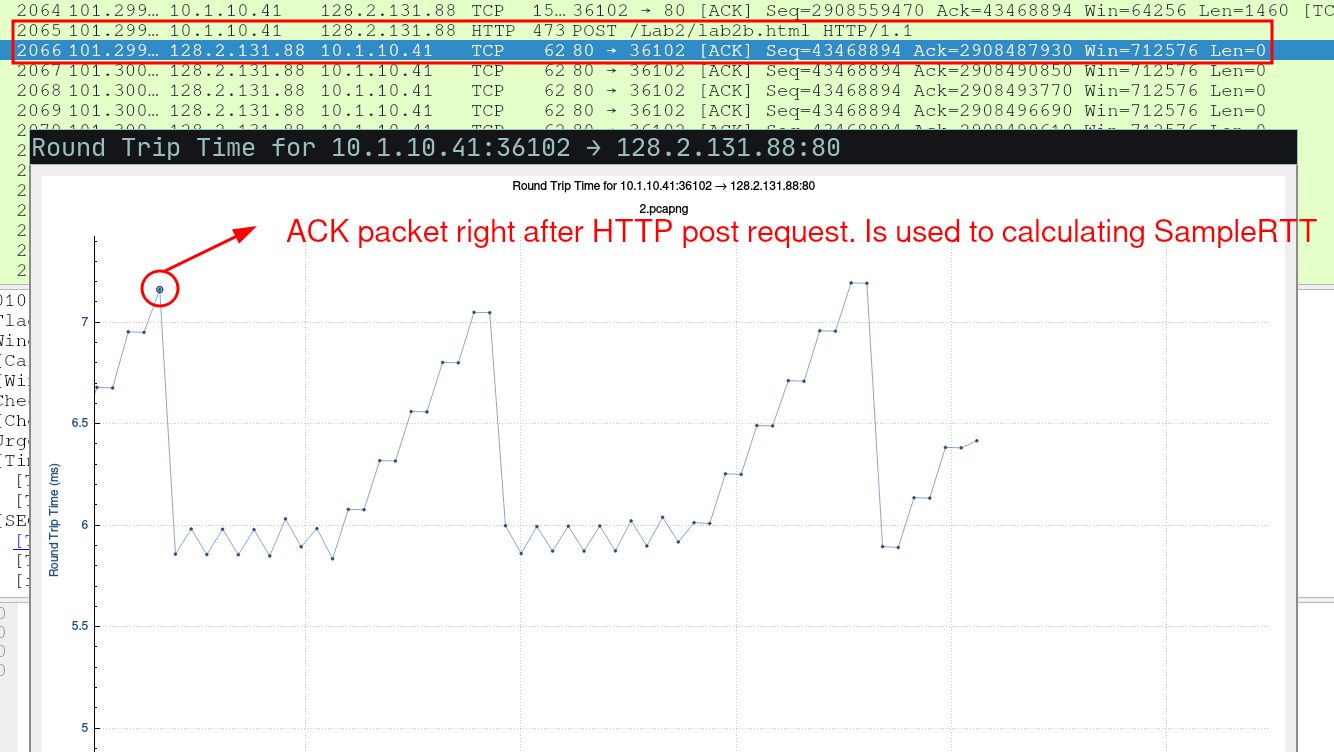 2064 101.299… 10.1.10.41 128.2.131.88 TCP 15… 36102 → 80 [ACK] Seq=2908559470 Ack=43468894 Win=64256 Len=1460 [TC
2065 101.299… 10.1.10.41 128.2.131.88 HTTP 473 POST /Lab2/lab2b.html HTTP/1.1
2066 101.299… 128.2.131.88 10.1.10.41 TCP 62 80 → 36102 [ACK] Seq=43468894 Ack=2908487930 Win=712576 Len=0
2067 101.300… 128.2.131.88 10.1.10.41 TCP 62 80 → 36102 [ACK] Seq=43468894 Ack=2908490850 Win=712576 Len=0
2068 101.300… 128.2.131.88 10.1.10.41 TCP 62 80 → 36102 [ACK] Seq=43468894 Ack=2908493770 Win=712576 Len=0
2069 101.300… 128.2.131.88 10.1.10.41 TCP 62 80 → 36102 [ACK] Seq=43468894 Ack=2908496690 Win=712576 Len=0
Round Trip Time for 10.1.10.41:36102 → 128.2.131.88:80
Round Trip Time for 10.1.10.41:36102 → 128.2.131.88:80
2.pcapng
ACK packet right after HTTP post request. Is used to calculating SampleRTT
7
6.5
6
5.5
5
Round Trip Time (ms)